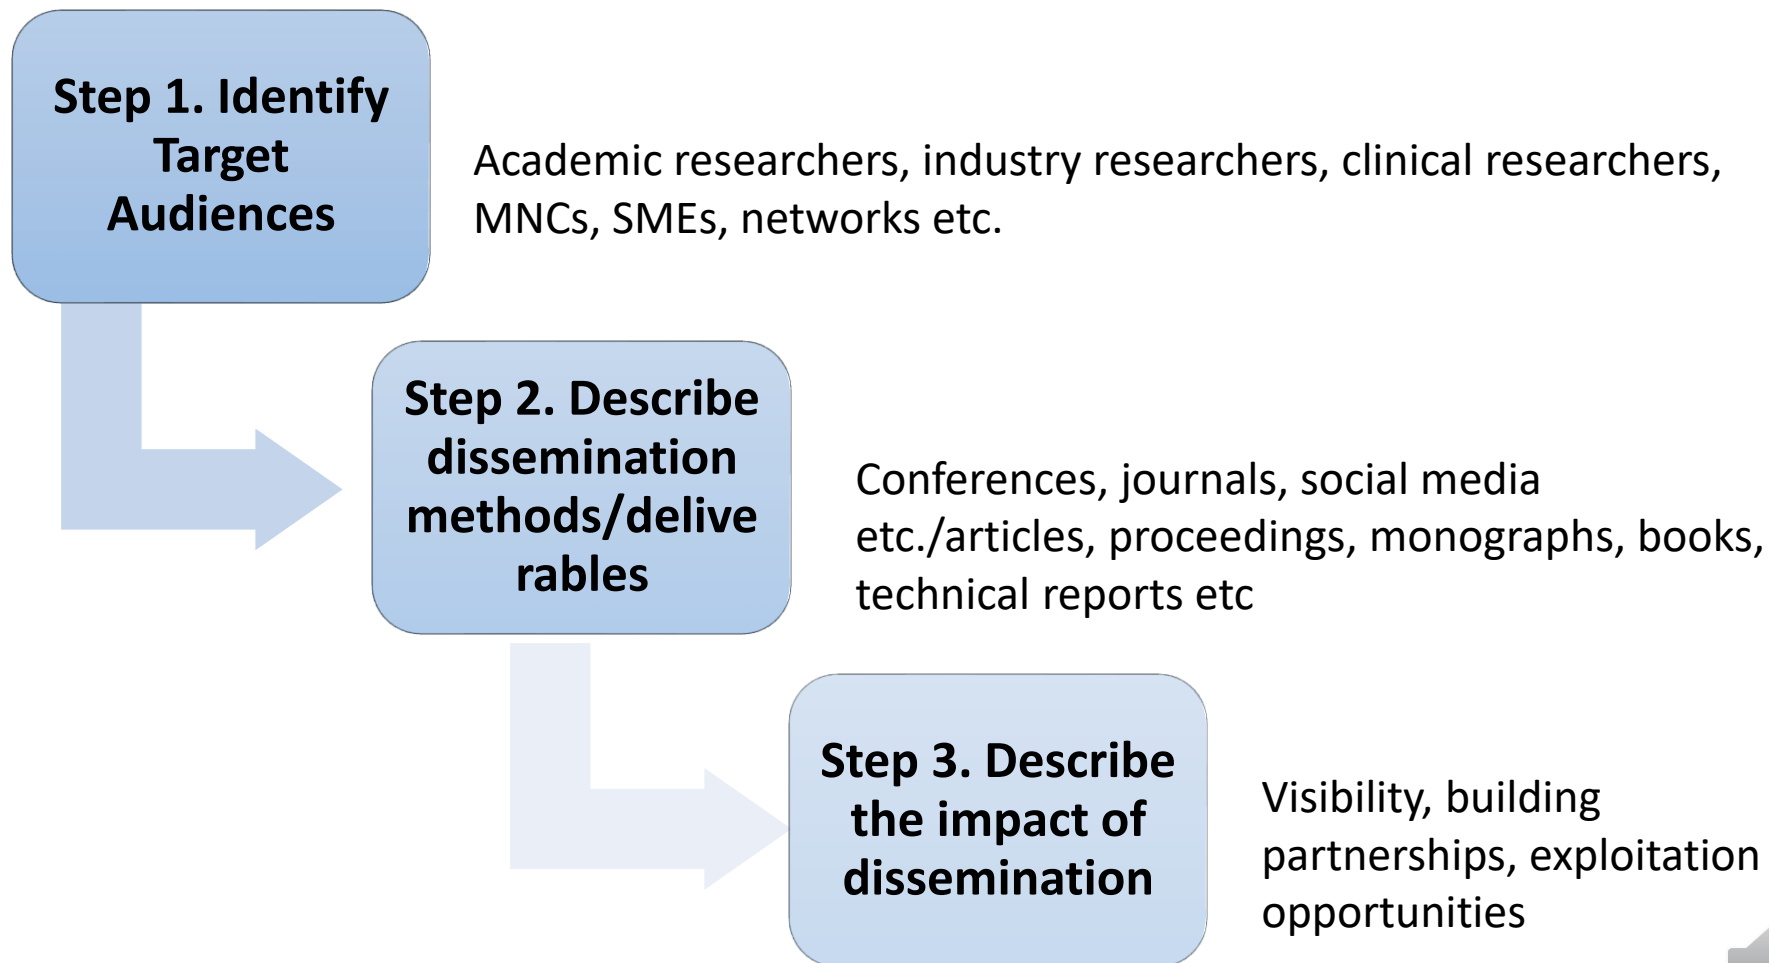 Step 1. Identify
Target
Audiences
Academic researchers, industry researchers, clinical researchers,
MNCs, SMEs, networks etc.
Step 2. Describe
dissemination
methods/delive
rables
Conferences, journals, social media
etc./articles, proceedings, monographs, books,
technical reports etc
Step 3. Describe
the impact of
dissemination
Visibility, building
partnerships, exploitation
opportunities